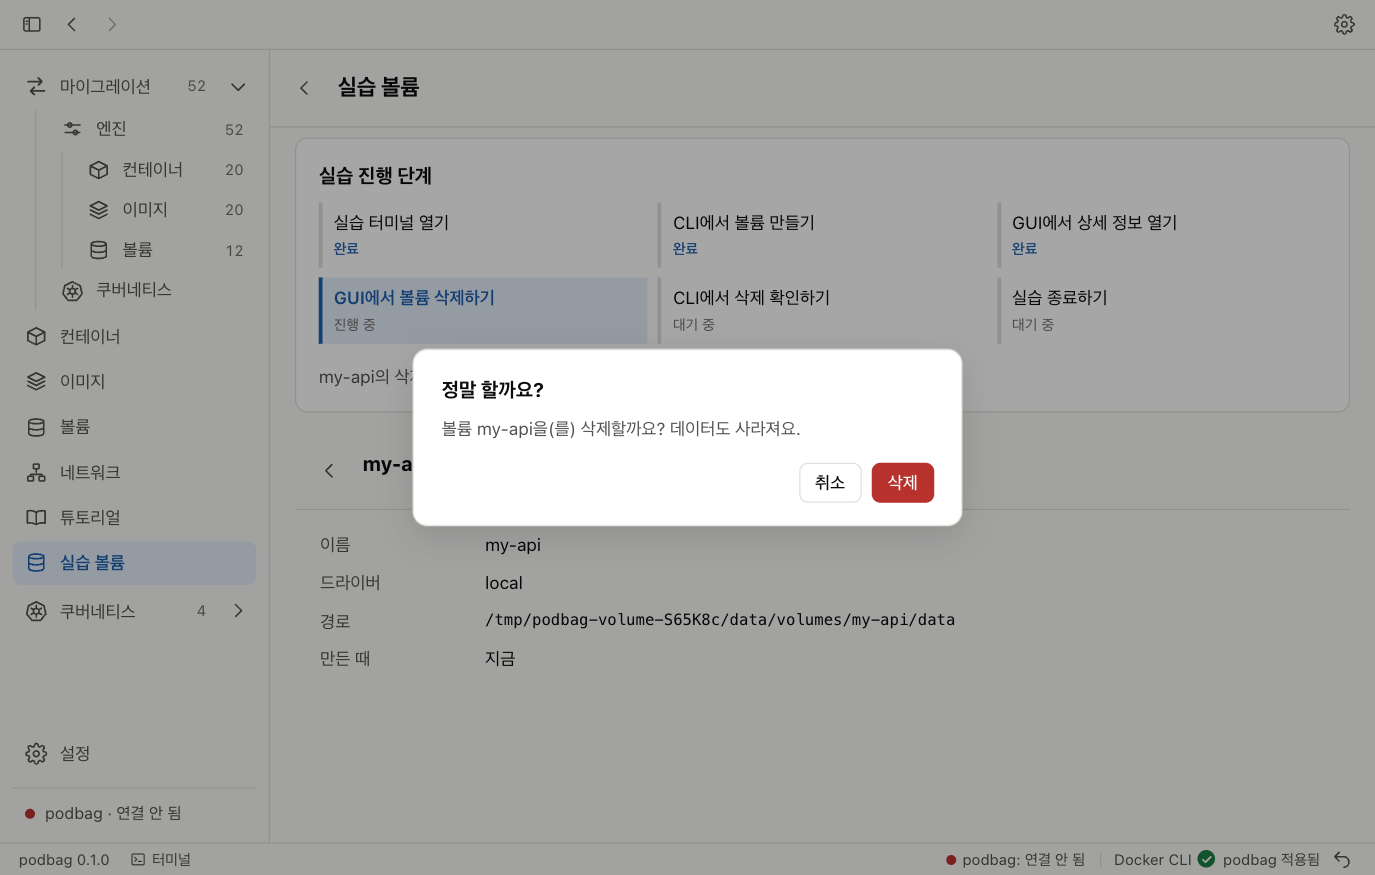 마이그레이션 52
엔진 52
컨테이너 20
이미지 20
볼륨 12
쿠버네티스
컨테이너
이미지
볼륨
네트워크
튜토리얼
실습 볼륨
쿠버네티스 4
설정
podbag · 연결 안 됨
실습 볼륨
실습 진행 단계
실습 터미널 열기
완료
CLI에서 볼륨 만들기
완료
GUI에서 상세 정보 열기
완료
GUI에서 볼륨 삭제하기
진행 중
CLI에서 삭제 확인하기
대기 중
실습 종료하기
대기 중
my-api의
정말 할까요?
볼륨 my-api을(를) 삭제할까요? 데이터도 사라져요.
취소 삭제
이름 my-api
드라이버 local
경로 /tmp/podbag-volume-S65K8c/data/volumes/my-api/data
만든 때 지금
podbag 0.1.0 터미널
podbag: 연결 안 됨 Docker CLI podbag 적용됨